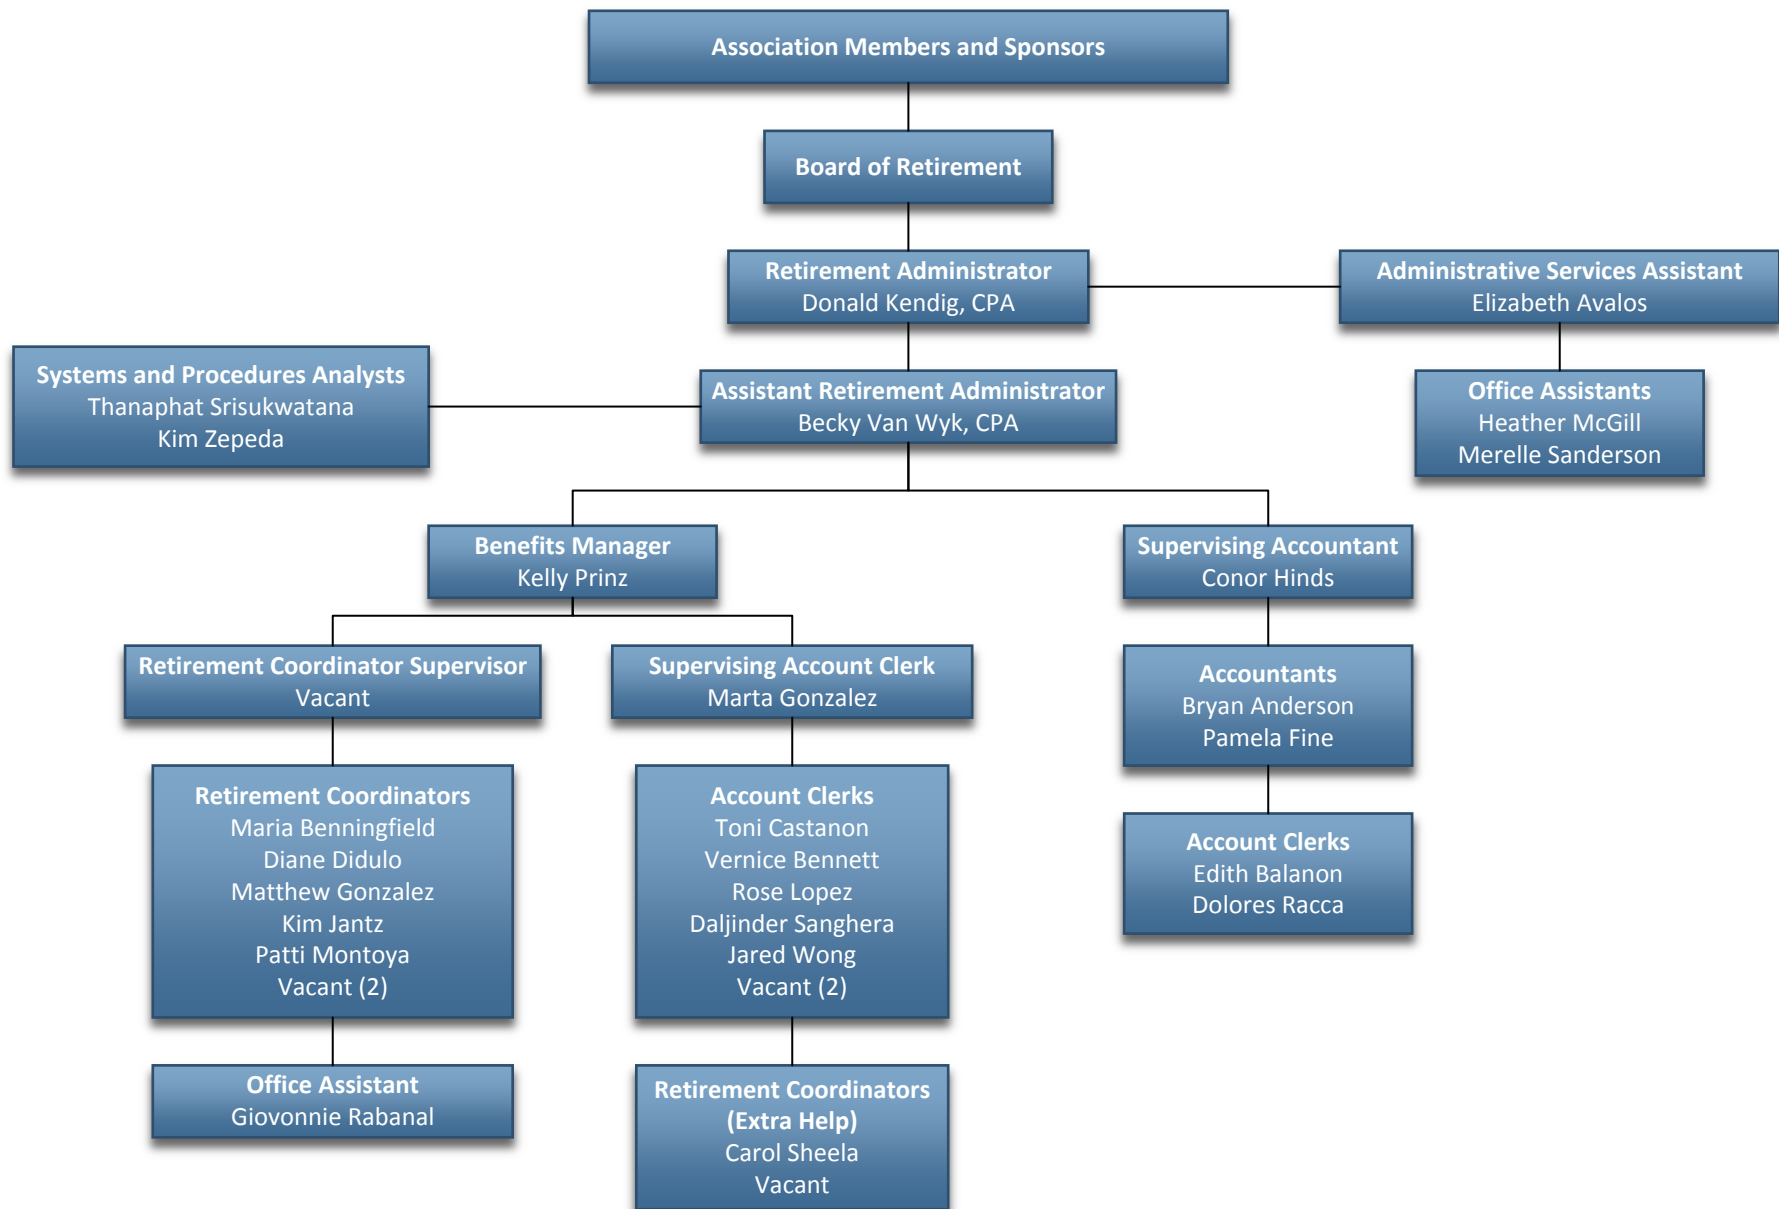 Association Members and Sponsors
Board of Retirement
Retirement Administrator
Donald Kendig, CPA
Administrative Services Assistant
Elizabeth Avalos
Systems and Procedures Analysts
Thanaphat Srisukwatana
Kim Zepeda
Assistant Retirement Administrator
Becky Van Wyk, CPA
Office Assistants
Heather McGill
Merelle Sanderson
Benefits Manager
Kelly Prinz
Supervising Accountant
Conor Hinds
Retirement Coordinator Supervisor
Vacant
Supervising Account Clerk
Marta Gonzalez
Accountants
Bryan Anderson
Pamela Fine
Retirement Coordinators
Maria Benningfield
Diane Didulo
Matthew Gonzalez
Kim Jantz
Patti Montoya
Vacant (2)
Account Clerks
Toni Castanon
Vernice Bennett
Rose Lopez
Daljinder Sanghera
Jared Wong
Vacant (2)
Account Clerks
Edith Balanon
Dolores Racca
Office Assistant
Giovonnie Rabanal
Retirement Coordinators
(Extra Help)
Carol Sheela
Vacant